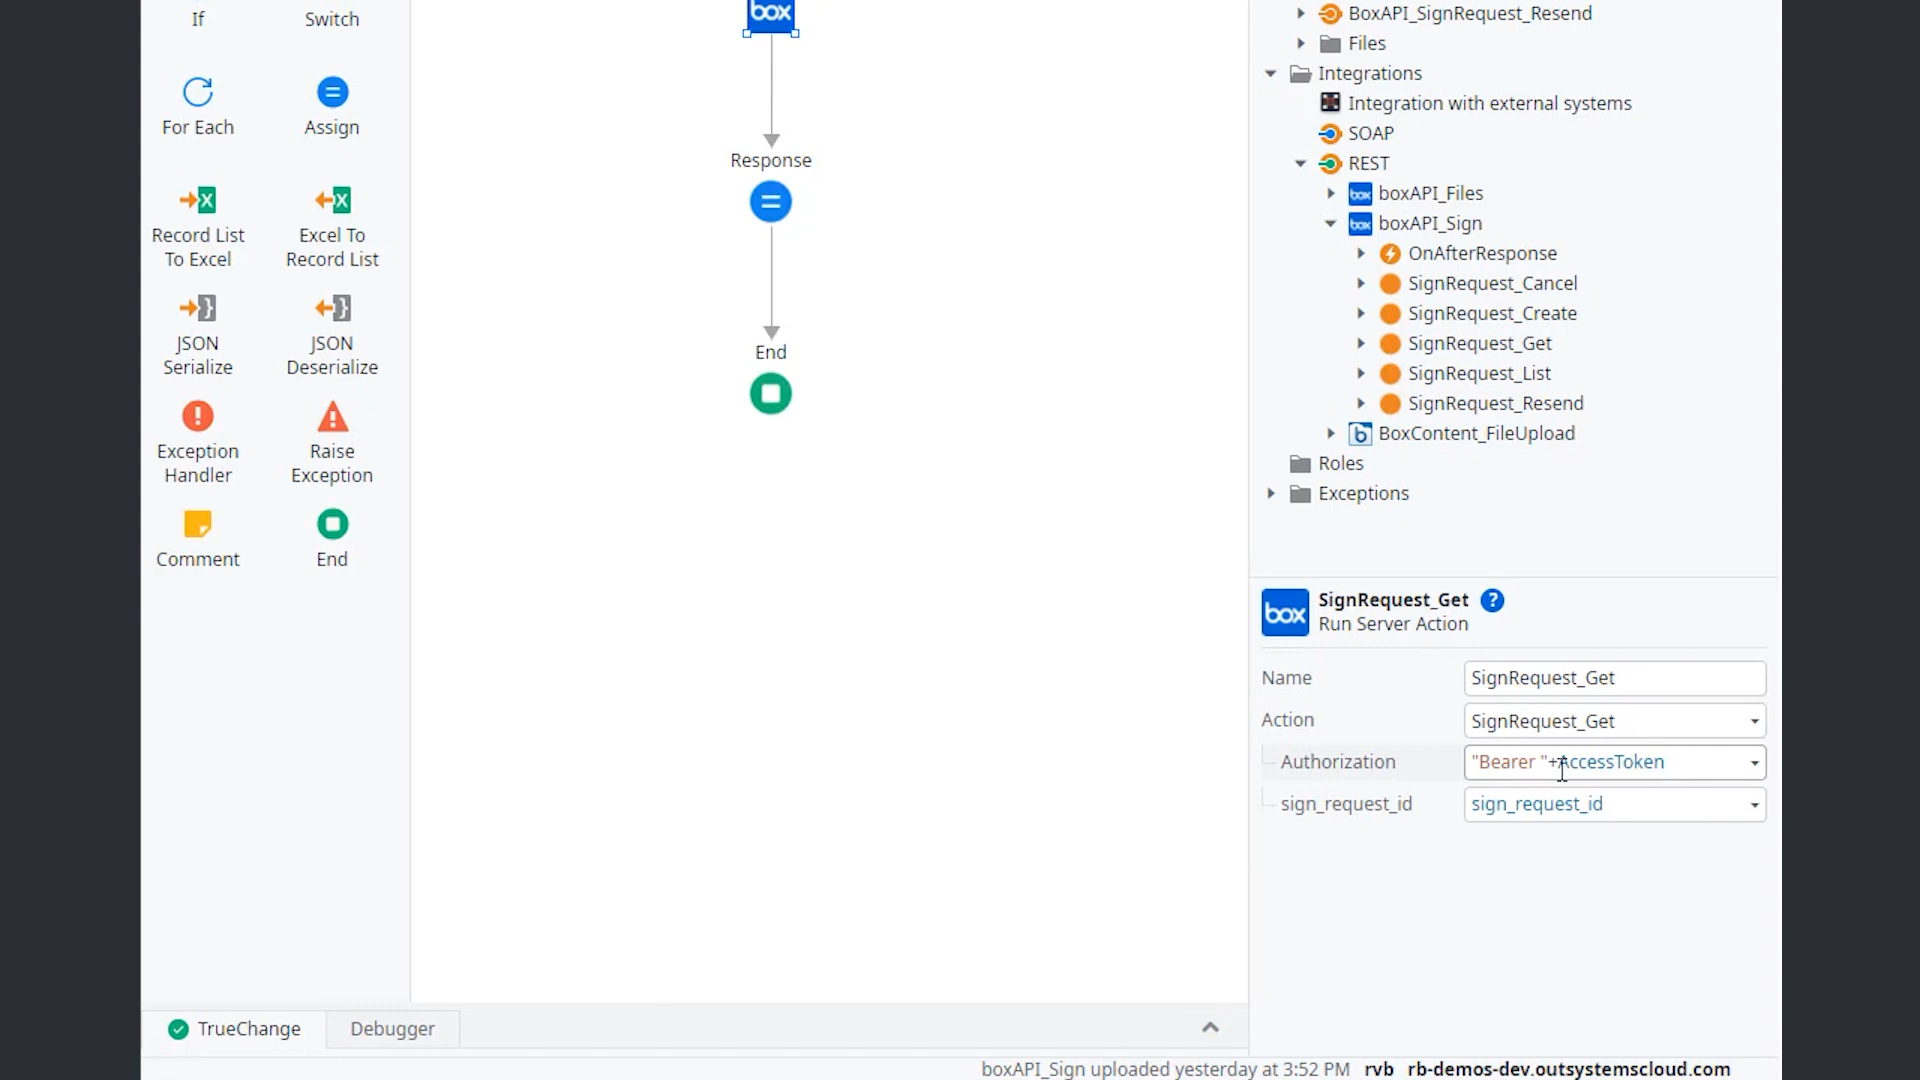 If
Switch
For Each
Assign
Record List
To Excel
Excel To
Record List
JSON
Serialize
JSON
Deserialize
Exception
Handler
Raise
Exception
Comment
End
box
Response
End
BoxAPI_SignRequest_Resend
Files
Integrations
Integration with external systems
SOAP
REST
box boxAPI_Files
box boxAPI_Sign
OnAfterResponse
SignRequest_Cancel
SignRequest_Create
SignRequest_Get
SignRequest_List
SignRequest_Resend
b BoxContent_FileUpload
Roles
Exceptions
box
SignRequest_Get ?
Run Server Action
Name SignRequest_Get
Action SignRequest_Get
Authorization "Bearer "+AccessToken
sign_request_id sign_request_id
TrueChange Debugger
boxAPI_Sign uploaded yesterday at 3:52 PM rvb rb-demos-dev.outsystemscloud.com